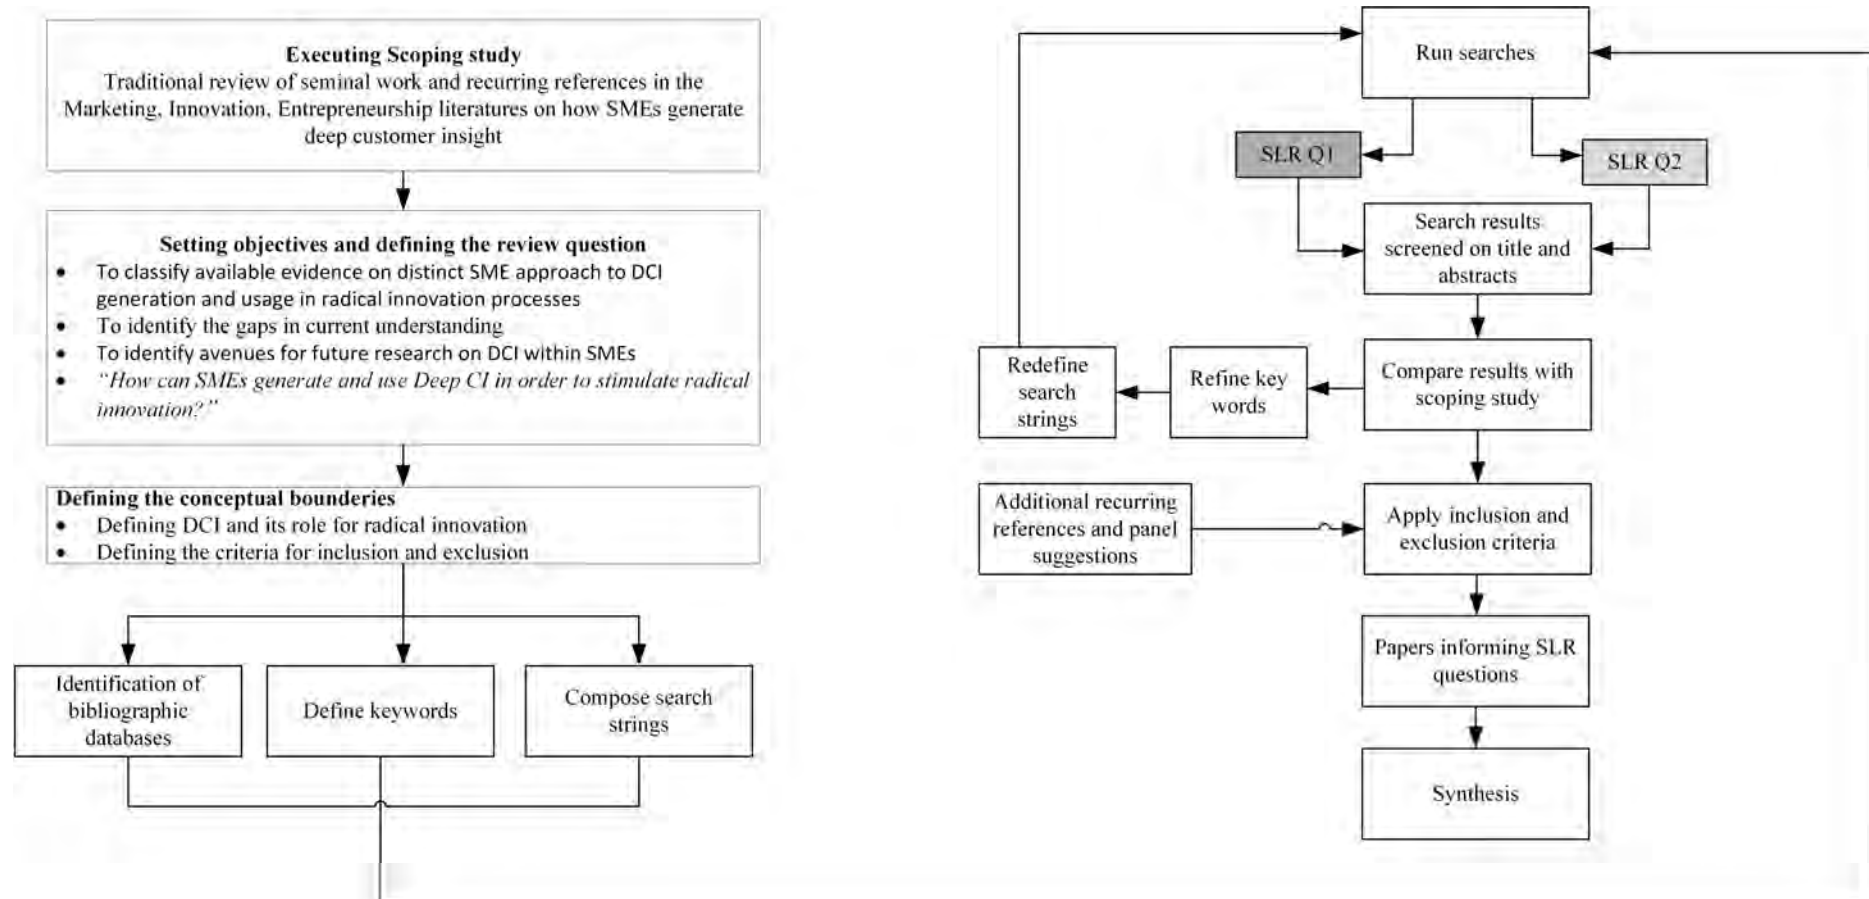 Executing Scoping study
Traditional review of seminal work and recurring references in the
Marketing, Innovation, Entrepreneurship literatures on how SMEs generate
deep customer insight
Setting objectives and defining the review question
• To classify available evidence on distinct SME approach to DCI
generation and usage in radical innovation processes
• To identify the gaps in current understanding
• To identify avenues for future research on DCI within SMEs
• “How can SMEs generate and use Deep CI in order to stimulate radical
innovation?”
Defining the conceptual bounderies
• Defining DCI and its role for radical innovation
• Defining the criteria for inclusion and exclusion
Identification of
bibliographic
databases
Define keywords
Compose search
strings
Run searches
SLR Q1
SLR Q2
Search results
screened on title and
abstracts
Compare results with
scoping study
Refine key
words
Redefine
search
strings
Additional recurring
references and panel
suggestions
Apply inclusion and
exclusion criteria
Papers informing SLR
questions
Synthesis